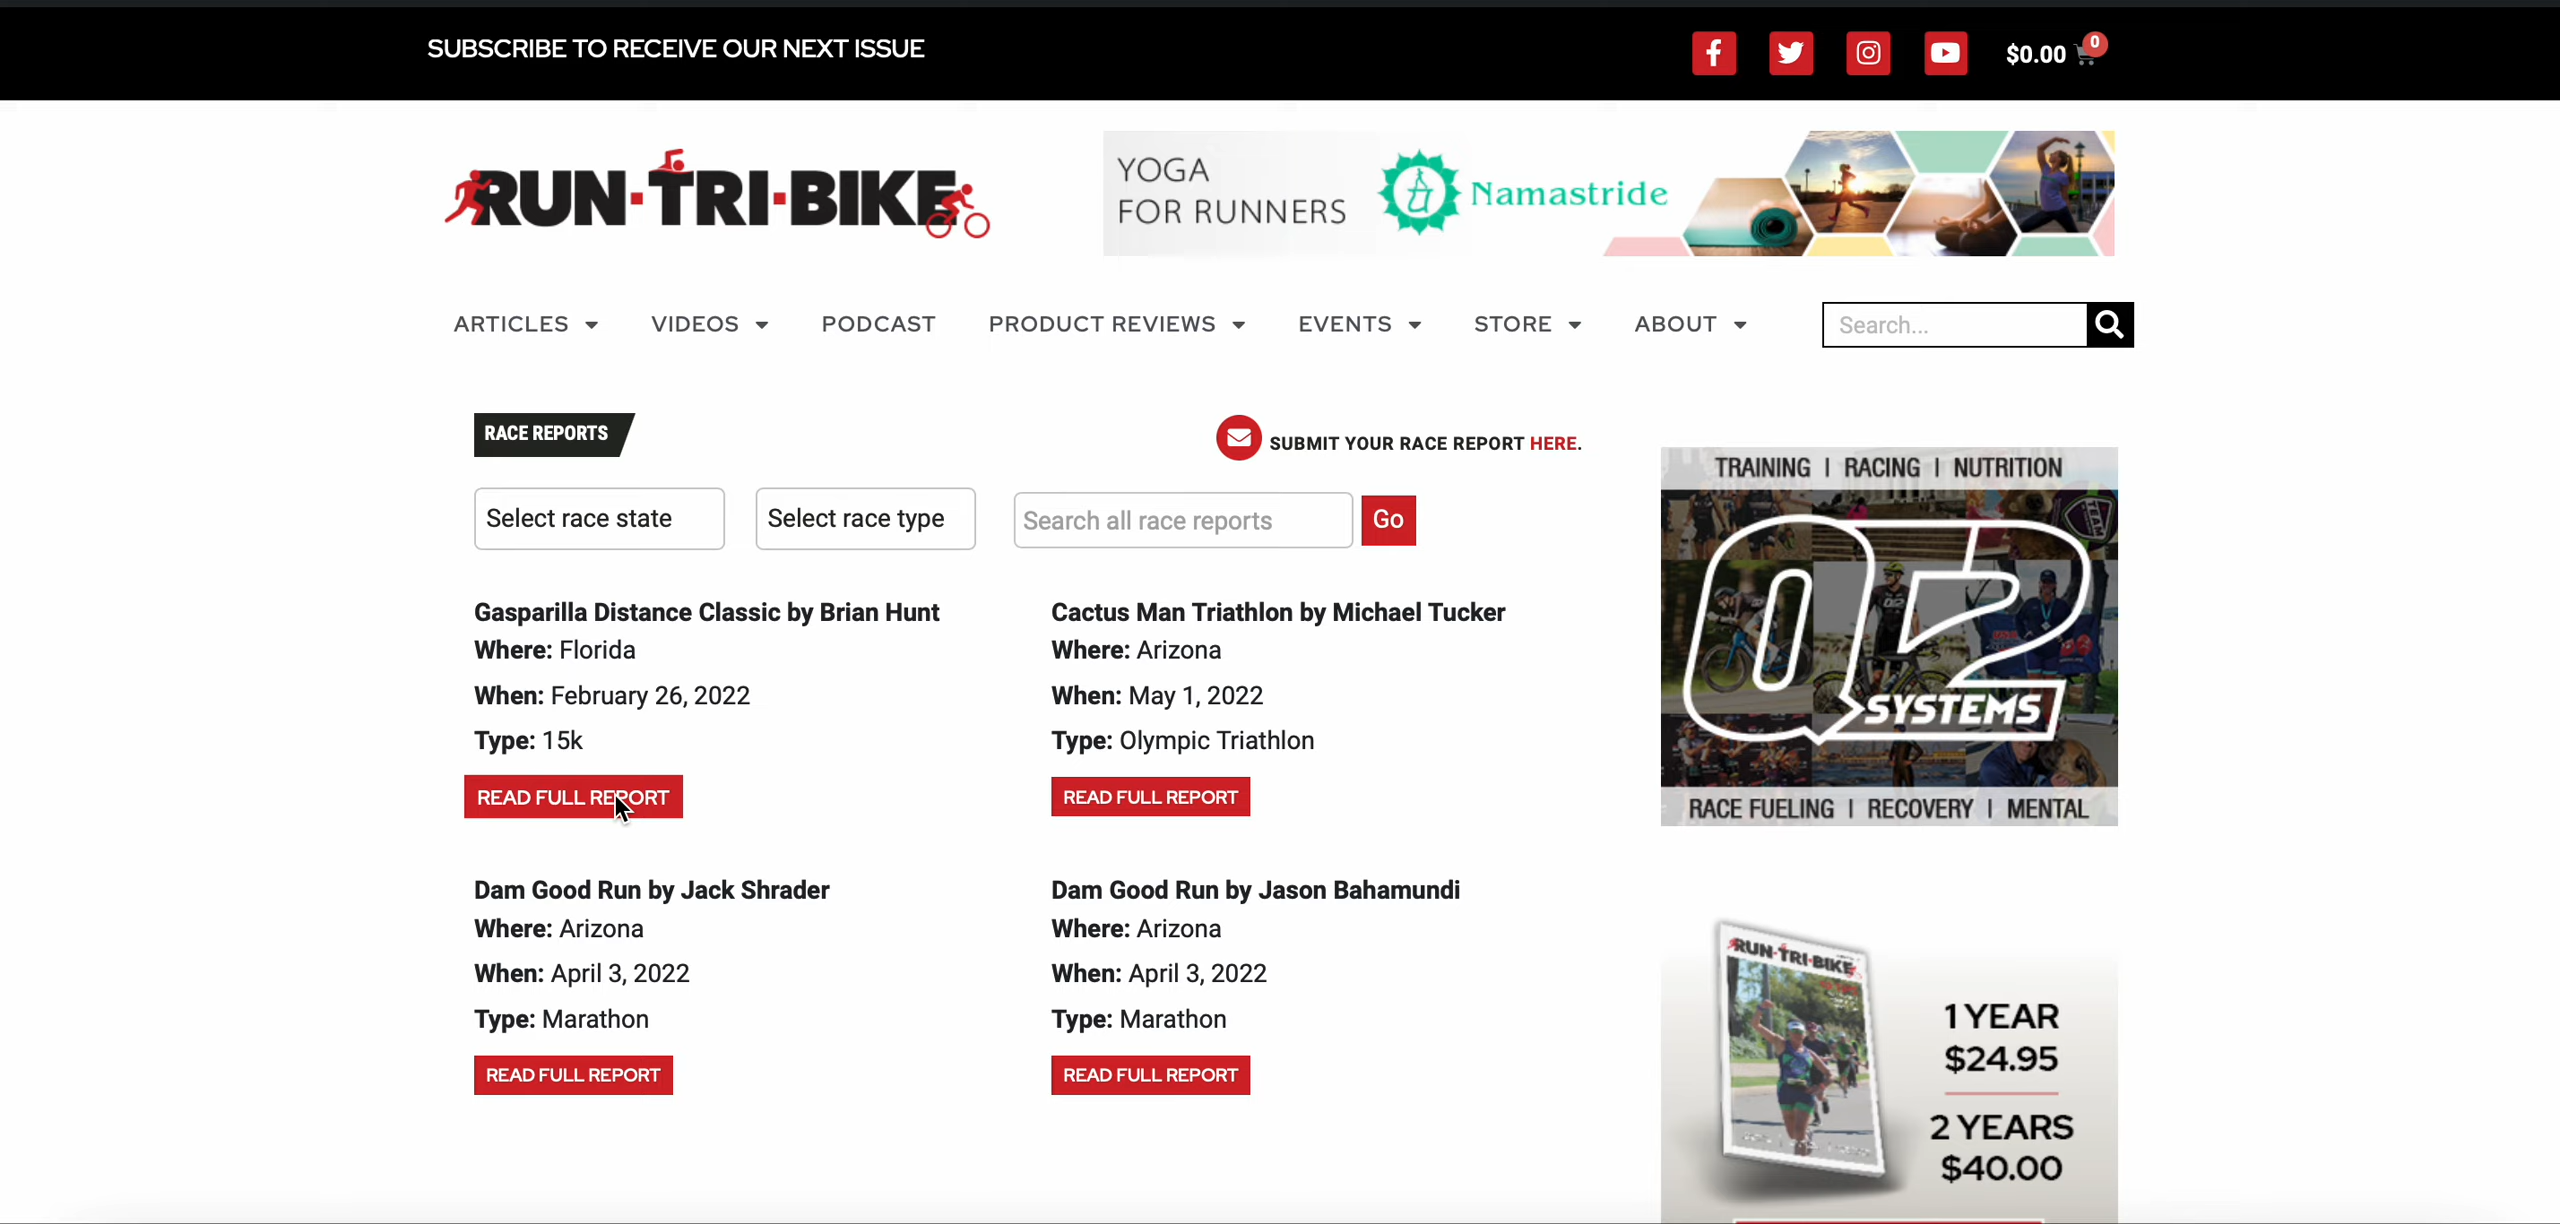 SUBSCRIBE TO RECEIVE OUR NEXT ISSUE
$0.00
0
RUN·TRI·BIKE
YOGA
FOR RUNNERS
Namastride
ARTICLES
VIDEOS
PODCAST
PRODUCT REVIEWS
EVENTS
STORE
ABOUT
Search...
RACE REPORTS
SUBMIT YOUR RACE REPORT HERE.
Select race state
Select race type
Search all race reports
Go
Gasparilla Distance Classic by Brian Hunt
Where: Florida
When: February 26, 2022
Type: 15k
READ FULL REPORT
Cactus Man Triathlon by Michael Tucker
Where: Arizona
When: May 1, 2022
Type: Olympic Triathlon
READ FULL REPORT
Dam Good Run by Jack Shrader
Where: Arizona
When: April 3, 2022
Type: Marathon
READ FULL REPORT
Dam Good Run by Jason Bahamundi
Where: Arizona
When: April 3, 2022
Type: Marathon
READ FULL REPORT
TRAINING | RACING | NUTRITION
Q2
SYSTEMS
RACE FUELING | RECOVERY | MENTAL
RUN·TRI·BIKE
1 YEAR
$24.95
2 YEARS
$40.00